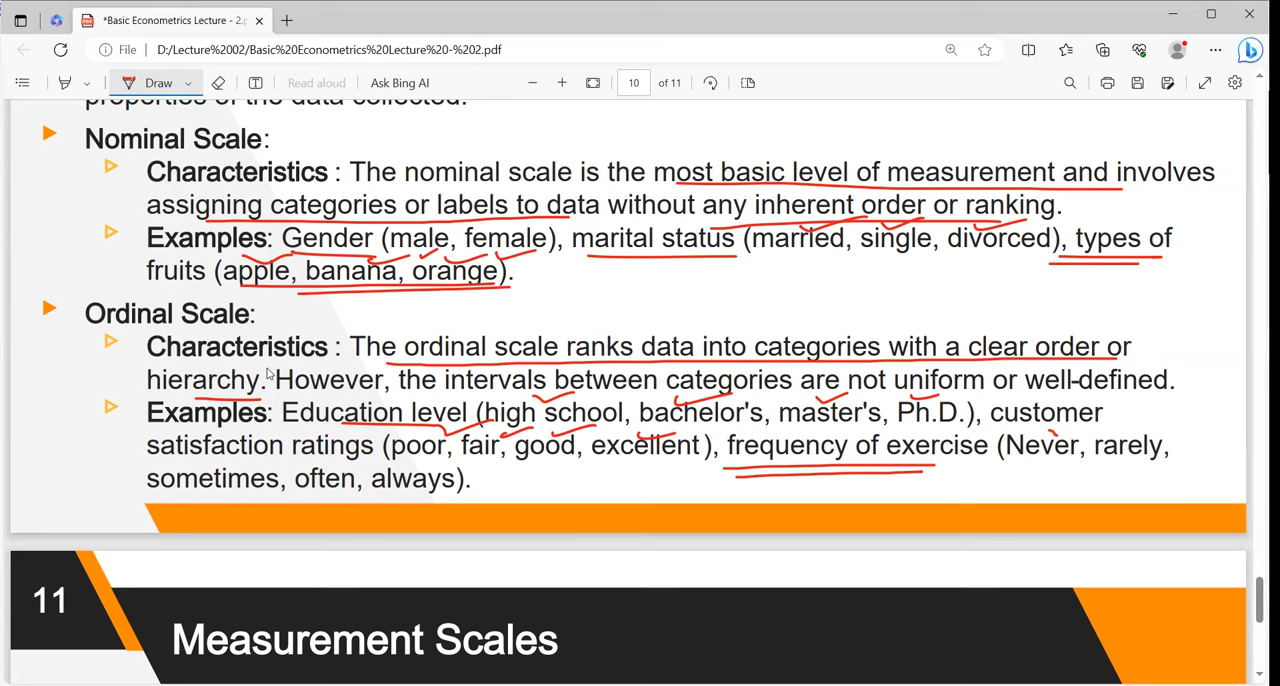 *Basic Econometrics Lecture - 2.p
File D:/Lecture%2002/Basic%20Econometrics%20Lecture%20-%202.pdf
Draw Read aloud Ask Bing AI 10 of 11
properties of the data collected.
Nominal Scale:
Characteristics : The nominal scale is the most basic level of measurement and involves
assigning categories or labels to data without any inherent order or ranking.
Examples: Gender (male, female), marital status (married, single, divorced), types of
fruits (apple, banana, orange).
Ordinal Scale:
Characteristics : The ordinal scale ranks data into categories with a clear order or
hierarchy. However, the intervals between categories are not uniform or well-defined.
Examples: Education level (high school, bachelor's, master's, Ph.D.), customer
satisfaction ratings (poor, fair, good, excellent), frequency of exercise (Never, rarely,
sometimes, often, always).
11
Measurement Scales